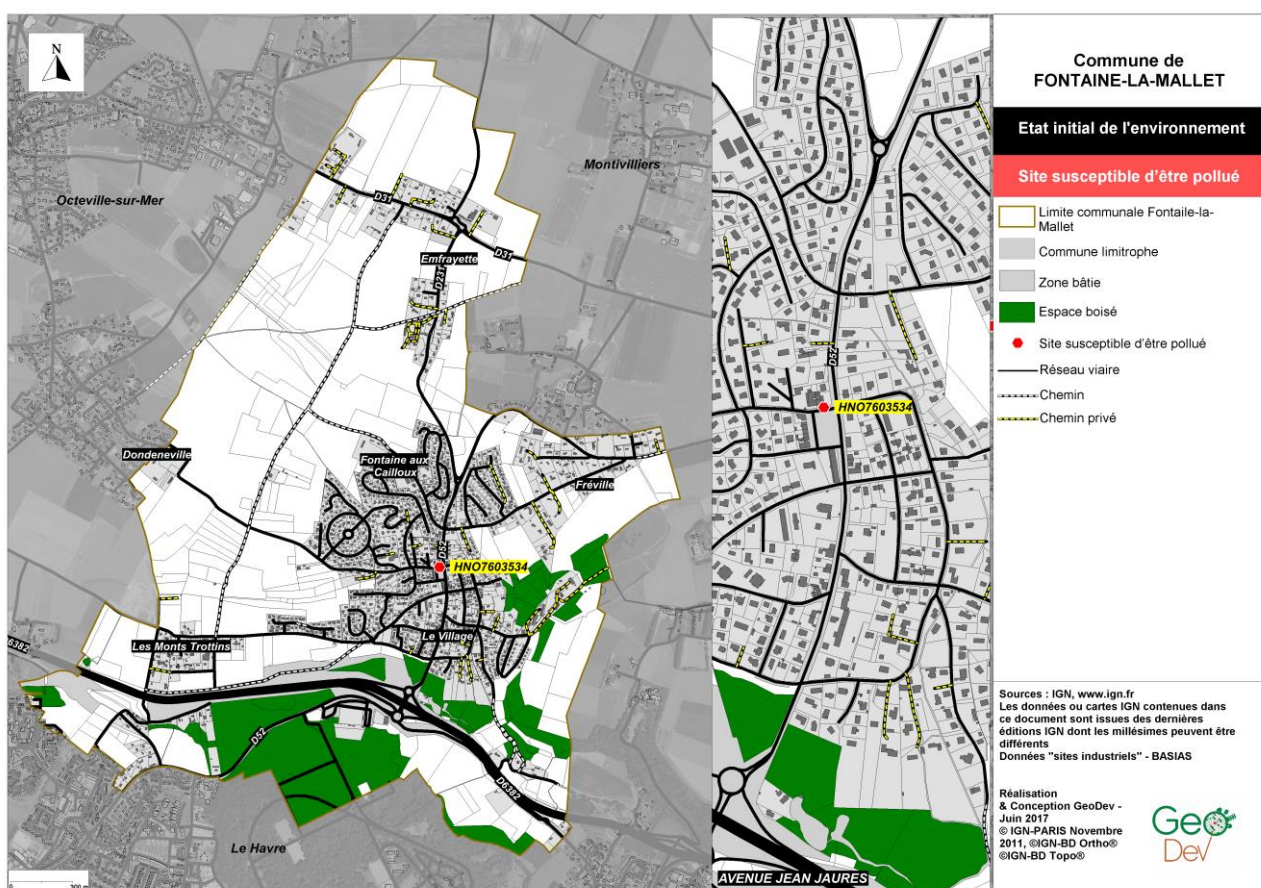 N
Octeville-sur-Mer
Montivilliers
D31
D31
Emfrayette
D231
Dondeneville
Fontaine aux
Cailloux
Fréville
D52
HNO7603534
Les Monts Trottins
Le Village
6382
D52
D6382
Le Havre
0 300 m
D52
HNO7603534
AVENUE JEAN JAURES
Commune de
FONTAINE-LA-MALLET
Etat initial de l'environnement
Site susceptible d'être pollué
Limite communale Fontaile-la-
Mallet
Commune limitrophe
Zone bâtie
Espace boisé
Site susceptible d'être pollué
Réseau viaire
Chemin
Chemin privé
Sources : IGN, www.ign.fr
Les données ou cartes IGN contenues dans
ce document sont issues des dernières
éditions IGN dont les millésimes peuvent être
différents
Données "sites industriels" - BASIAS
Réalisation
& Conception GeoDev -
Juin 2017
© IGN-PARIS Novembre
2011, ©IGN-BD Ortho®
©IGN-BD Topo®
Geo
Dev